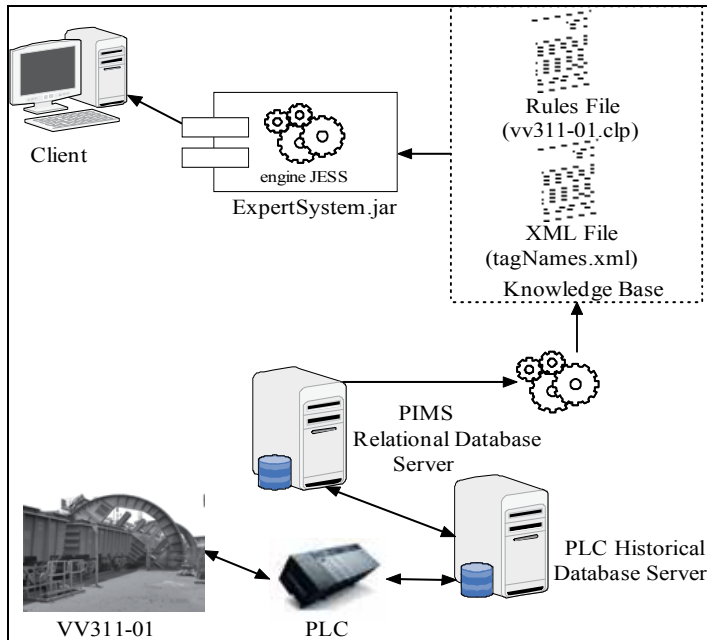 Rules File
(vv311-01.clp)
Client
engine JESS
ExpertSystem.jar
XML File
(tagNames.xml)
Knowledge Base
PIMS
Relational Database
Server
PLC Historical
Database Server
VV311-01
PLC